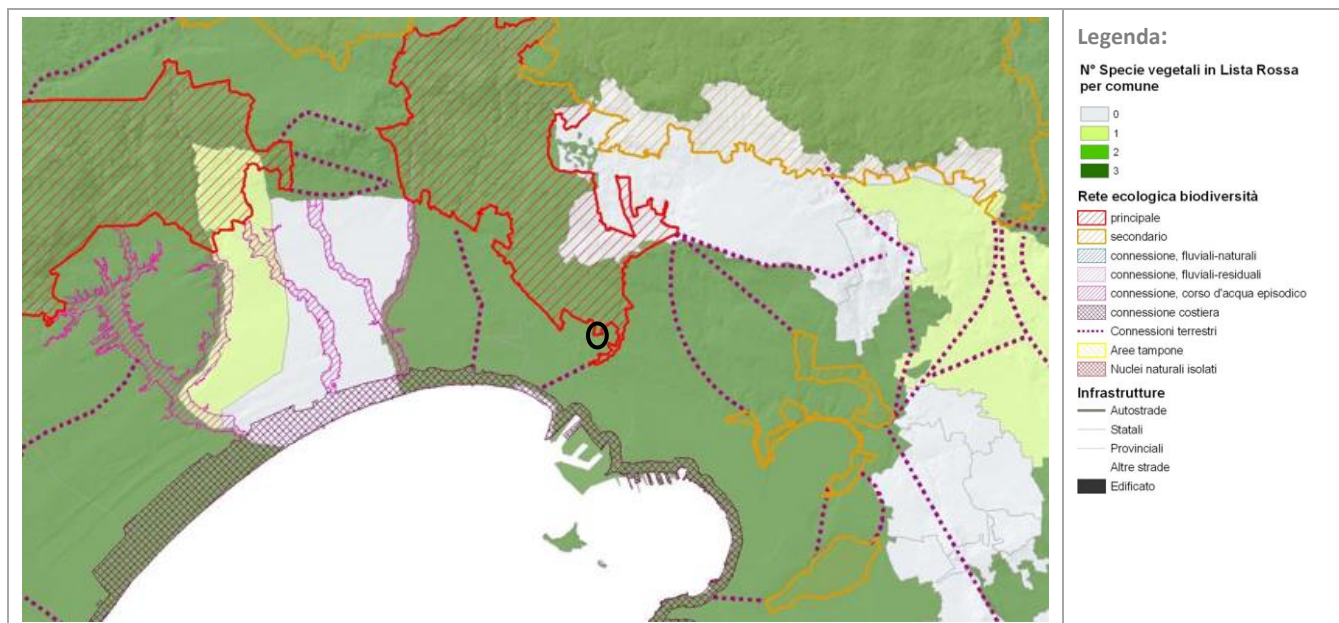 Legenda:
N° Specie vegetali in Lista Rossa
per comune
0
1
2
3
Rete ecologica biodiversità
principale
secondario
connessione, fluviali-naturali
connessione, fluviali-residuali
connessione, corso d'acqua episodico
connessione costiera
Connessioni terrestri
Aree tampone
Nuclei naturali isolati
Infrastrutture
Autostrade
Statali
Provinciali
Altre strade
Edificato